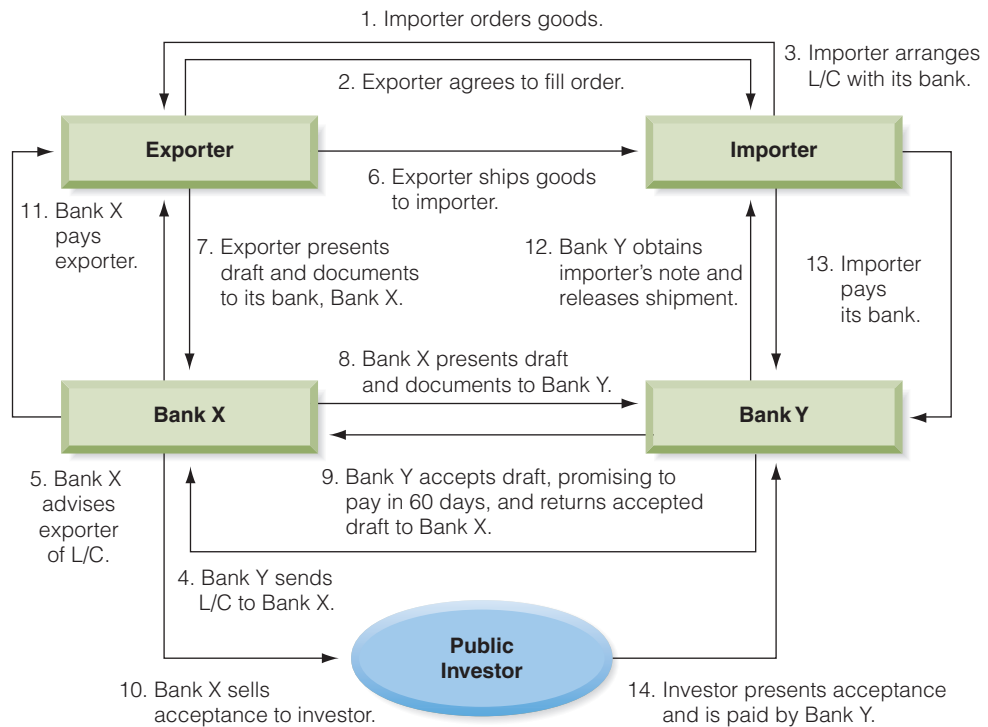 1. Importer orders goods.
3. Importer arranges
L/C with its bank.
2. Exporter agrees to fill order.
Exporter
Importer
6. Exporter ships goods
to importer.
11. Bank X
pays
exporter.
7. Exporter presents
draft and documents
to its bank, Bank X.
12. Bank Y obtains
importer’s note and
releases shipment.
13. Importer
pays
its bank.
8. Bank X presents draft
and documents to Bank Y.
Bank X
Bank Y
5. Bank X
advises
exporter
of L/C.
9. Bank Y accepts draft, promising to
pay in 60 days, and returns accepted
draft to Bank X.
4. Bank Y sends
L/C to Bank X.
Public
Investor
10. Bank X sells
acceptance to investor.
14. Investor presents acceptance
and is paid by Bank Y.